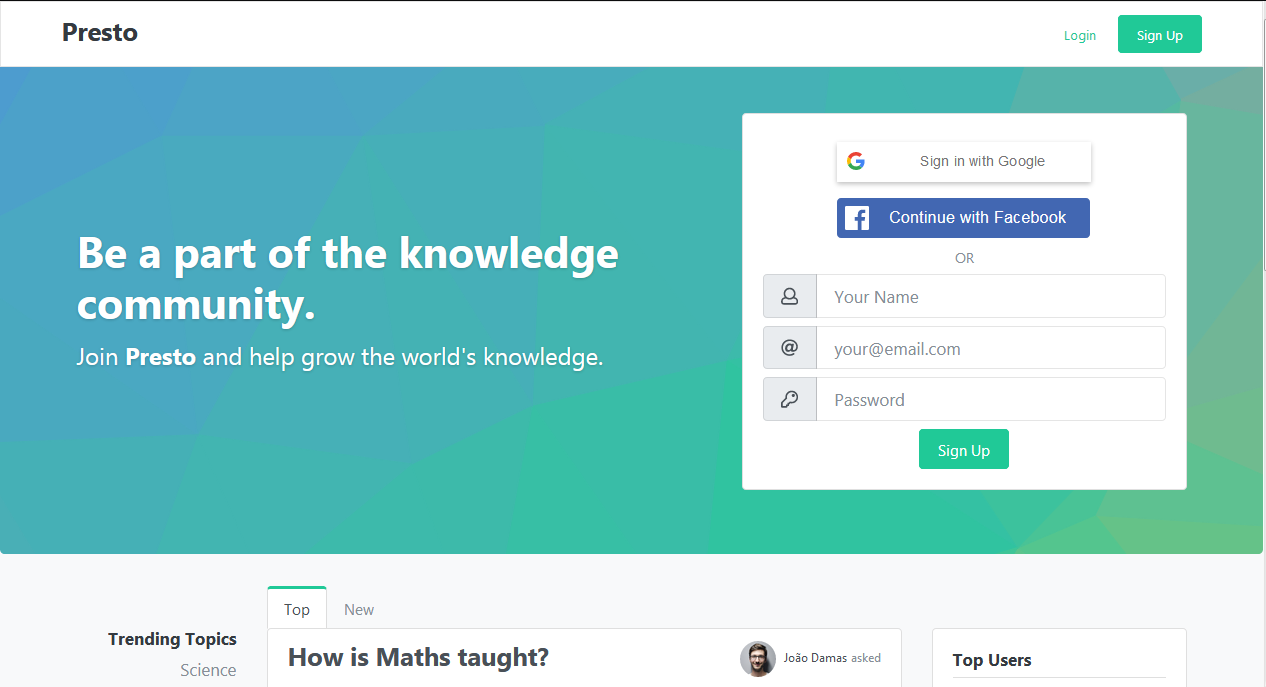 Presto
Login
Sign Up
Be a part of the knowledge
community.
Join Presto and help grow the world's knowledge.
Sign in with Google
Continue with Facebook
OR
Your Name
@
your@email.com
Password
Sign Up
Top
New
Trending Topics
Science
How is Maths taught?
João Damas asked
Top Users